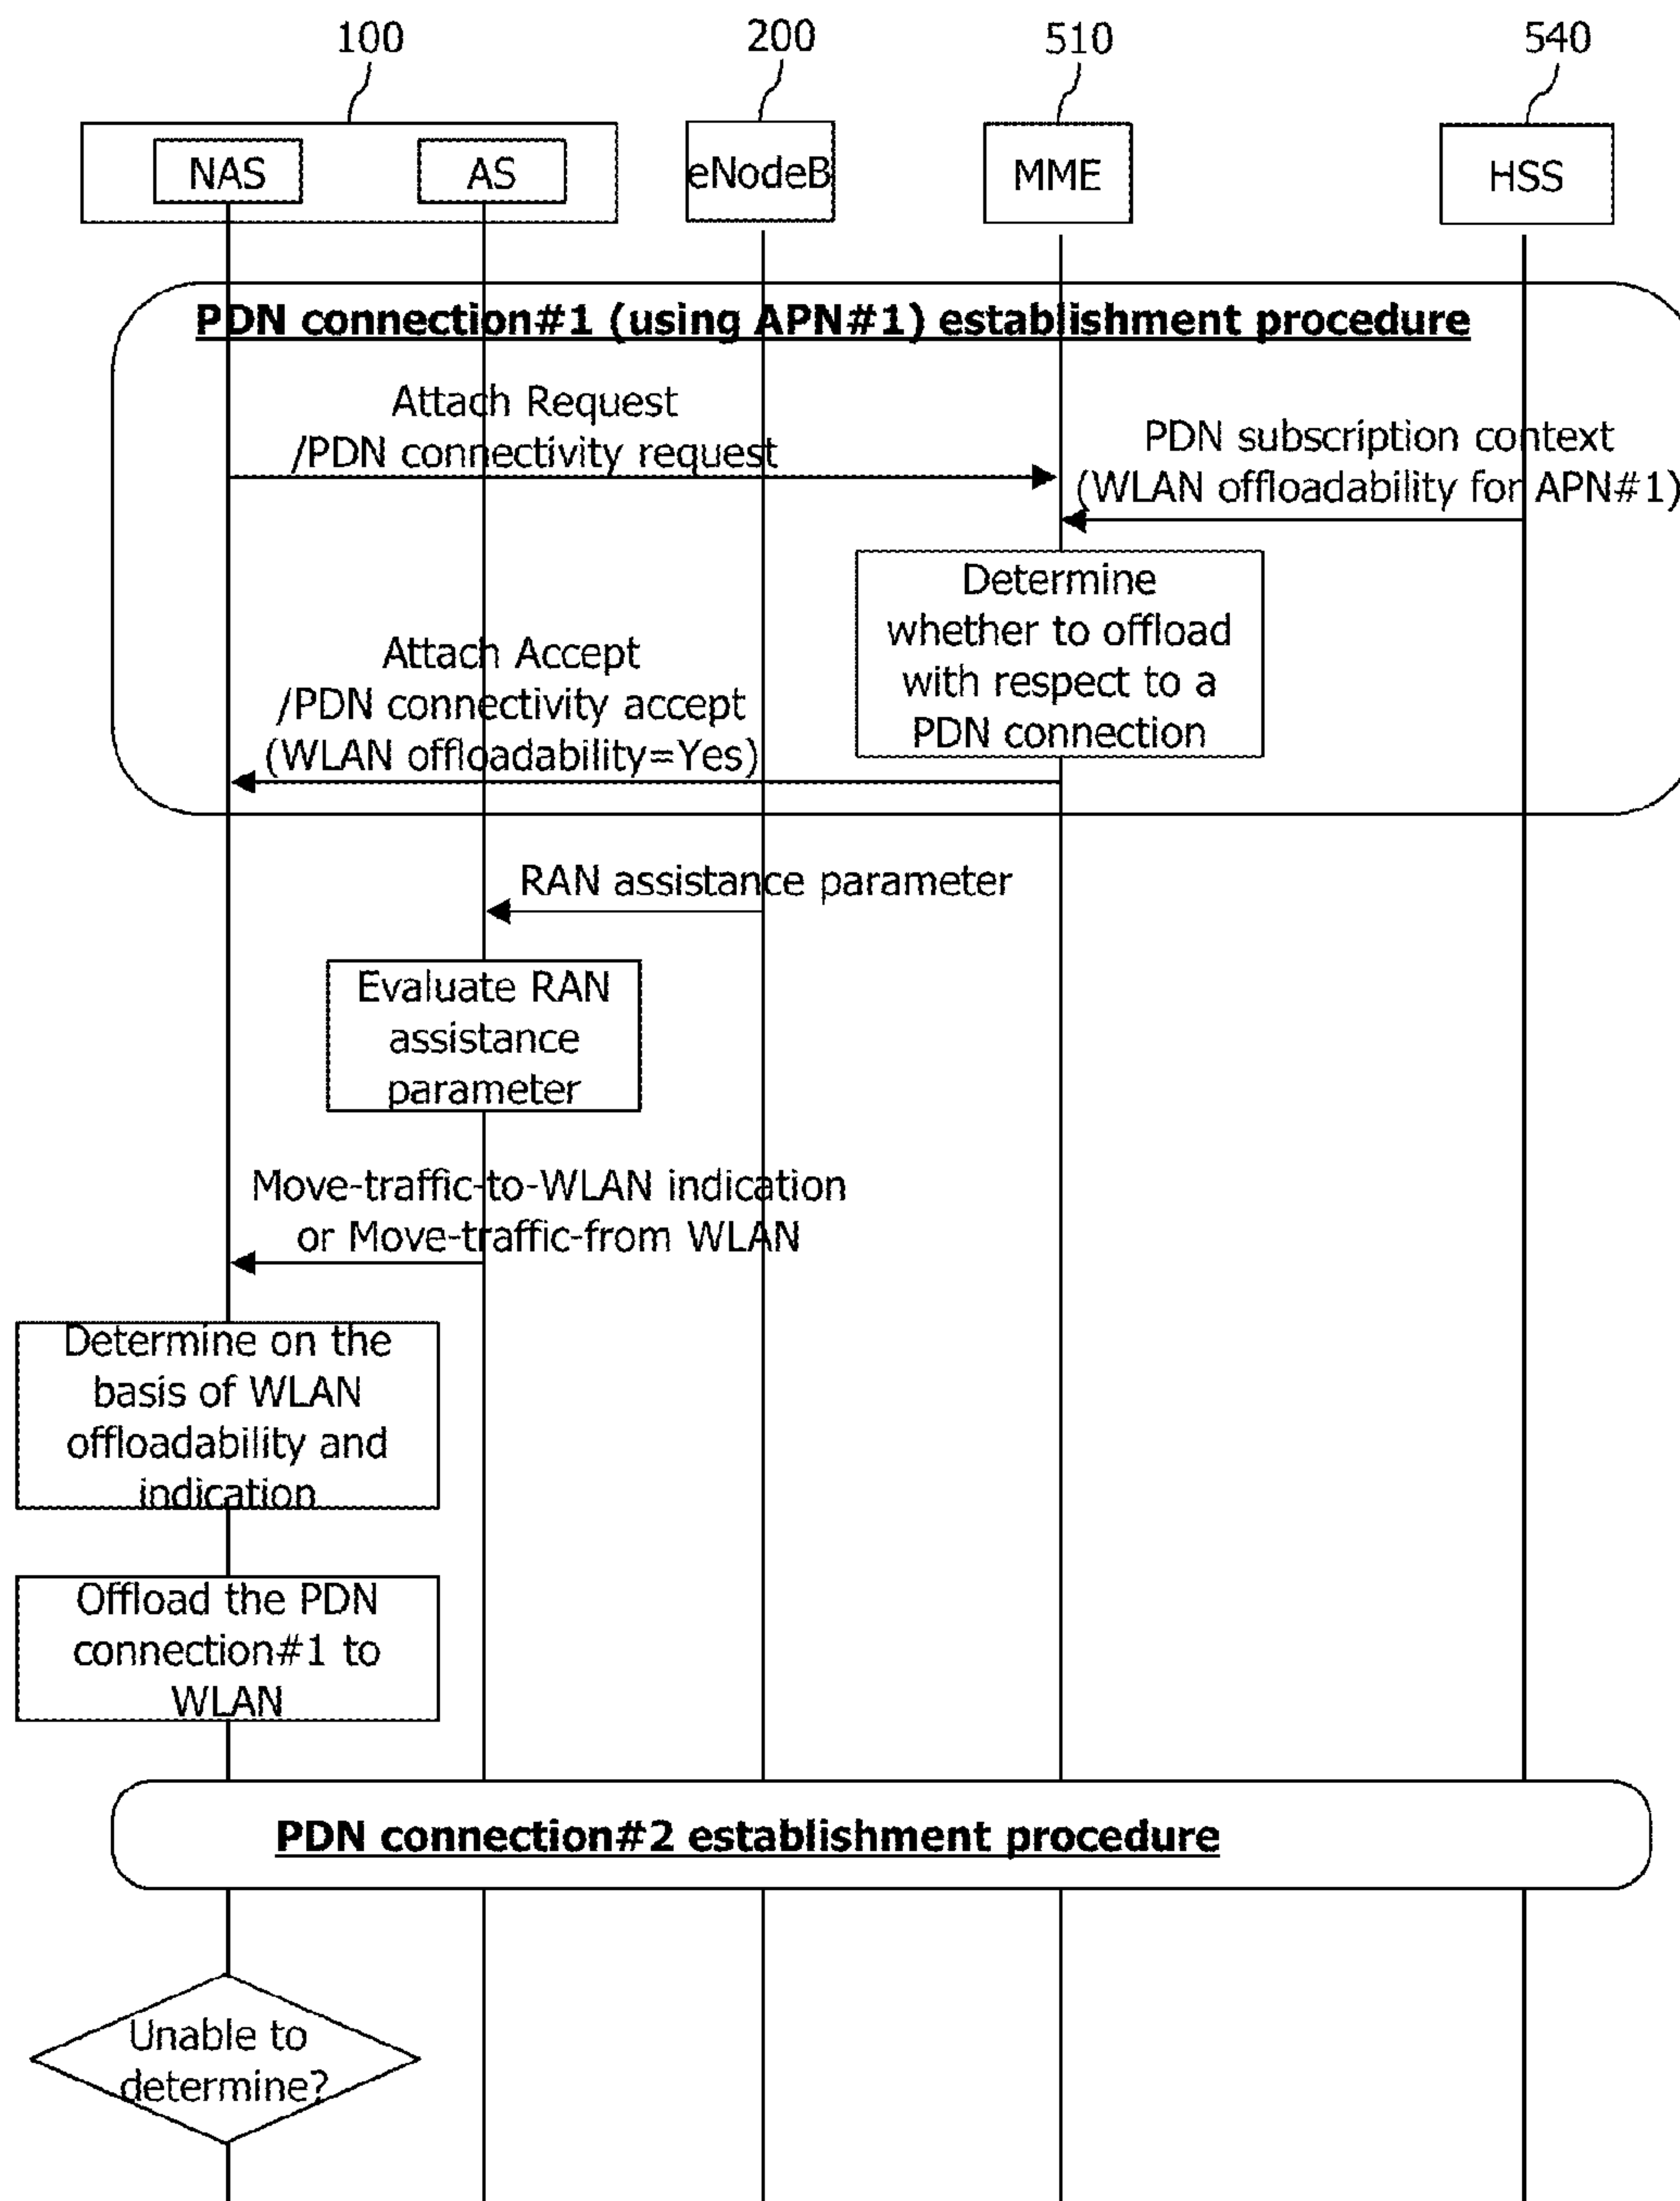 100
200
510
540
NAS
AS
eNodeB
MME
HSS
PDN connection#1 (using APN#1) establishment procedure
Attach Request
/PDN connectivity request
PDN subscription context
(WLAN offloadability for APN#1)
Determine
whether to offload
with respect to a
PDN connection
Attach Accept
/PDN connectivity accept
(WLAN offloadability=Yes)
RAN assistance parameter
Evaluate RAN
assistance
parameter
Move-traffic-to-WLAN indication
or Move-traffic-from WLAN
Determine on the
basis of WLAN
offloadability and
indication
Offload the PDN
connection#1 to
WLAN
PDN connection#2 establishment procedure
Unable to
determine?